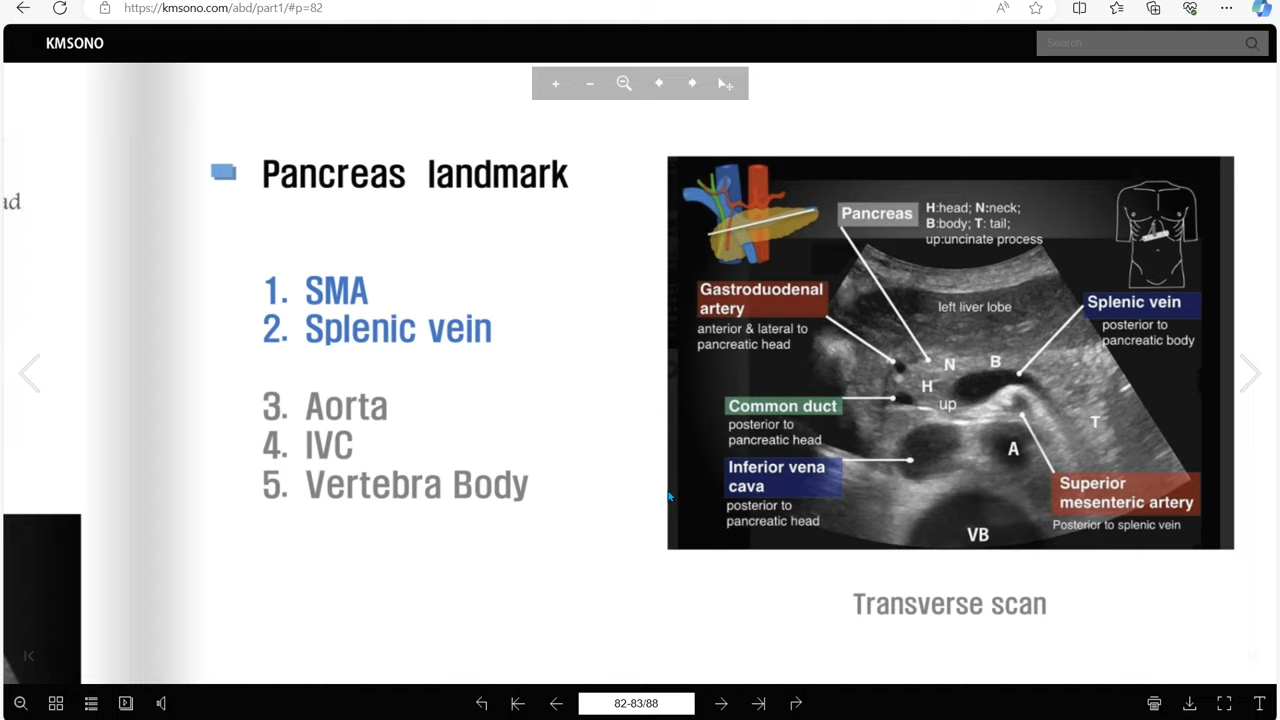 https://kmsono.com/abd/part1/#p=82
KMSONO
Search
ad
Pancreas landmark
1. SMA
2. Splenic vein
3. Aorta
4. IVC
5. Vertebra Body
Pancreas
H:head; N:neck;
B:body; T: tail;
up:uncinate process
Gastroduodenal
artery
anterior & lateral to
pancreatic head
left liver lobe
Splenic vein
posterior to
pancreatic body
N
B
H
up
T
A
VB
Common duct
posterior to
pancreatic head
Inferior vena
cava
posterior to
pancreatic head
Superior
mesenteric artery
Posterior to splenic vein
Transverse scan
82-83/88